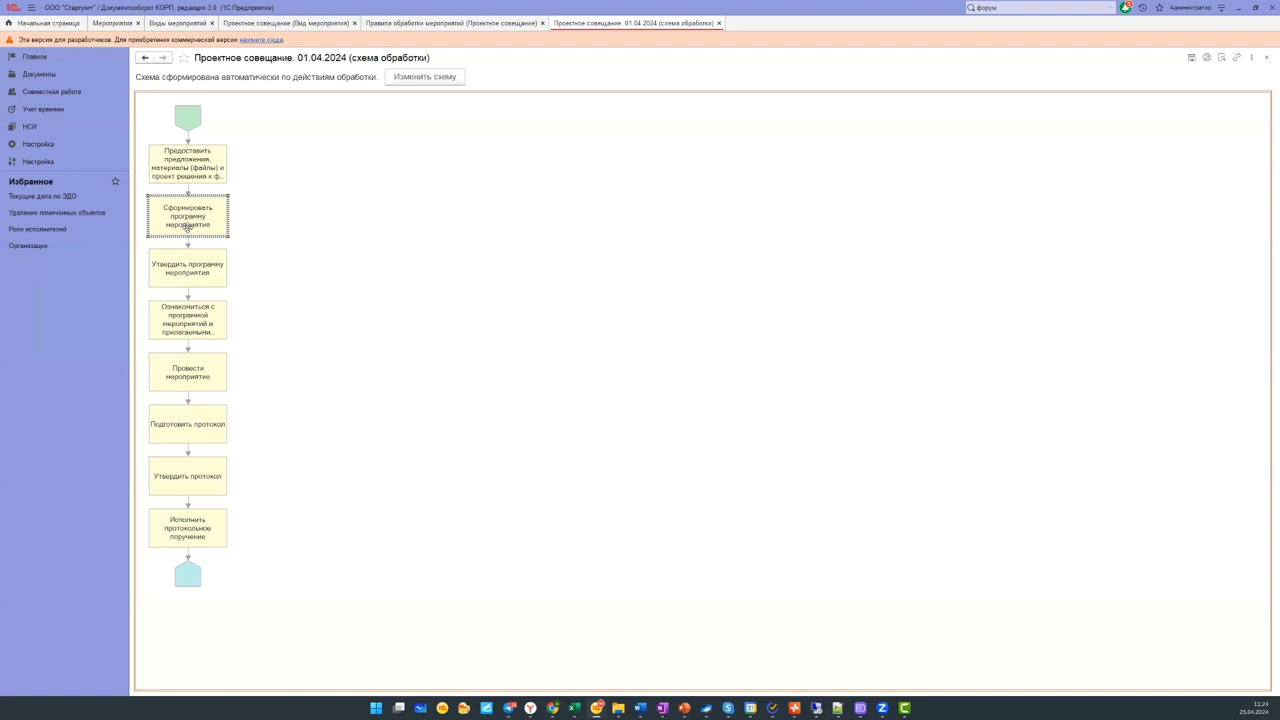 ООО "Стартум+" / Документооборот КОРП, редакция 3.0 (1С:Предприятие)
форум
Администратор
Начальная страница
Мероприятия ×
Виды мероприятий ×
Проектное совещание (Вид мероприятия) ×
Правила обработки мероприятий (Проектное совещание) ×
Проектное совещание. 01.04.2024 (схема обработки) ×
Эта версия для разработчиков. Для приобретения коммерческой версии нажмите сюда.
Главное
Документы
Совместная работа
Учет времени
НСИ
Настройка
Настройка
Избранное
Текущие дела по ЭДО
Удаление помеченных объектов
Роли исполнителей
Организации
Проектное совещание. 01.04.2024 (схема обработки)
Схема сформирована автоматически по действиям обработки.
Изменить схему
Предоставить
предложения,
материалы (файлы) и
проект решения к ф...
Сформировать
программу
мероприятия
Утвердить программу
мероприятия
Ознакомиться с
программой
мероприятий и
прилагаемыми...
Провести
мероприятие
Подготовить протокол
Утвердить протокол
Исполнить
протокольное
поручение
11:24
25.04.2024